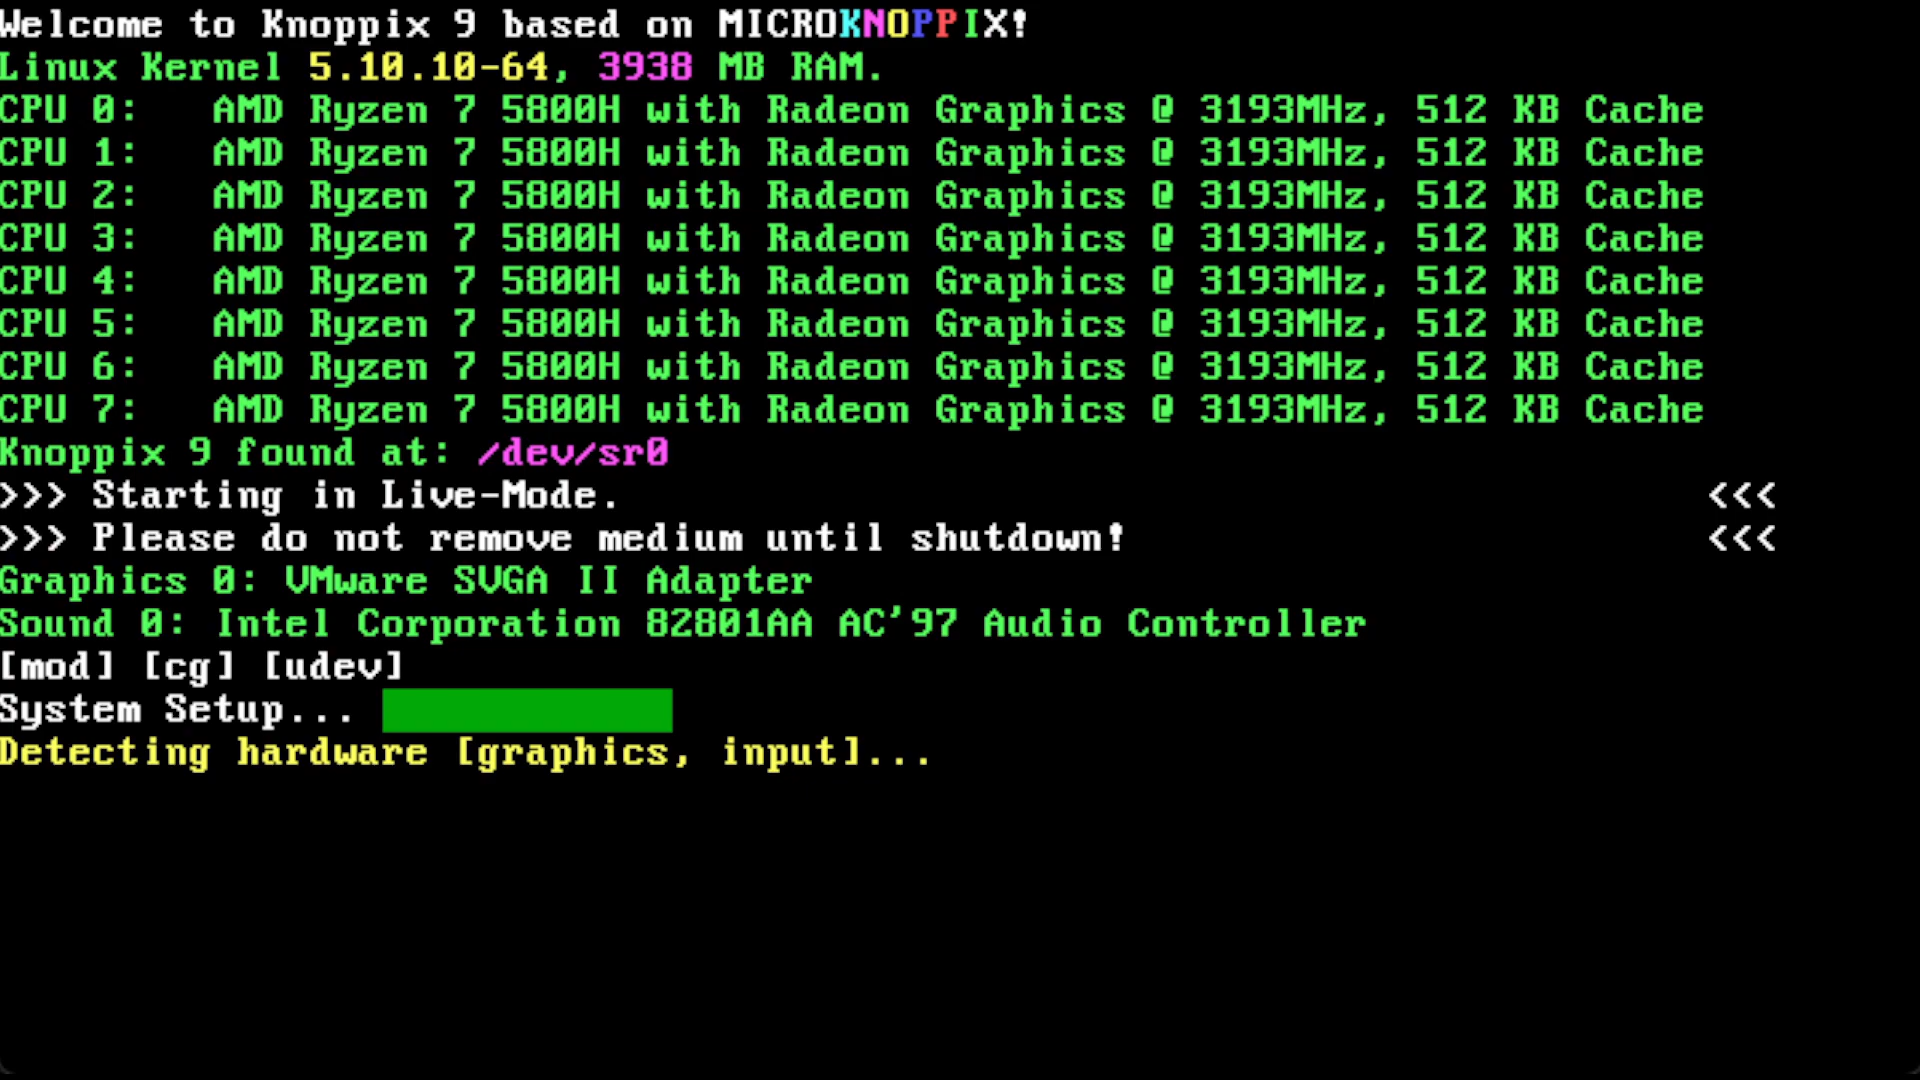 Welcome to Knoppix 9 based on MICROKNOPPIX!
Linux Kernel 5.10.10-64, 3938 MB RAM.
CPU 0:   AMD Ryzen 7 5800H with Radeon Graphics @ 3193MHz, 512 KB Cache
CPU 1:   AMD Ryzen 7 5800H with Radeon Graphics @ 3193MHz, 512 KB Cache
CPU 2:   AMD Ryzen 7 5800H with Radeon Graphics @ 3193MHz, 512 KB Cache
CPU 3:   AMD Ryzen 7 5800H with Radeon Graphics @ 3193MHz, 512 KB Cache
CPU 4:   AMD Ryzen 7 5800H with Radeon Graphics @ 3193MHz, 512 KB Cache
CPU 5:   AMD Ryzen 7 5800H with Radeon Graphics @ 3193MHz, 512 KB Cache
CPU 6:   AMD Ryzen 7 5800H with Radeon Graphics @ 3193MHz, 512 KB Cache
CPU 7:   AMD Ryzen 7 5800H with Radeon Graphics @ 3193MHz, 512 KB Cache
Knoppix 9 found at: /dev/sr0
>>> Starting in Live-Mode. <<<
>>> Please do not remove medium until shutdown! <<<
Graphics 0: VMware SVGA II Adapter
Sound 0: Intel Corporation 82801AA AC'97 Audio Controller
[mod] [cg] [udev]
System Setup...
Detecting hardware [graphics, input]...